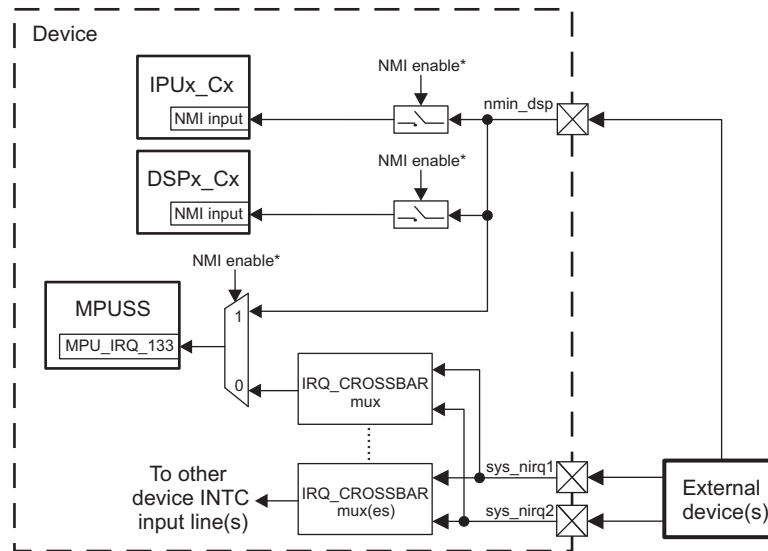 Device
IPUx_Cx
NMI input
NMI enable*
nmin_dsp
DSPx_Cx
NMI input
NMI enable*
NMI enable*
MPUSS
MPU_IRQ_133
1
0
IRQ_CROSSBAR
mux
To other
device INTC
input line(s)
IRQ_CROSSBAR
mux(es)
sys_nirq1
sys_nirq2
External
device(s)